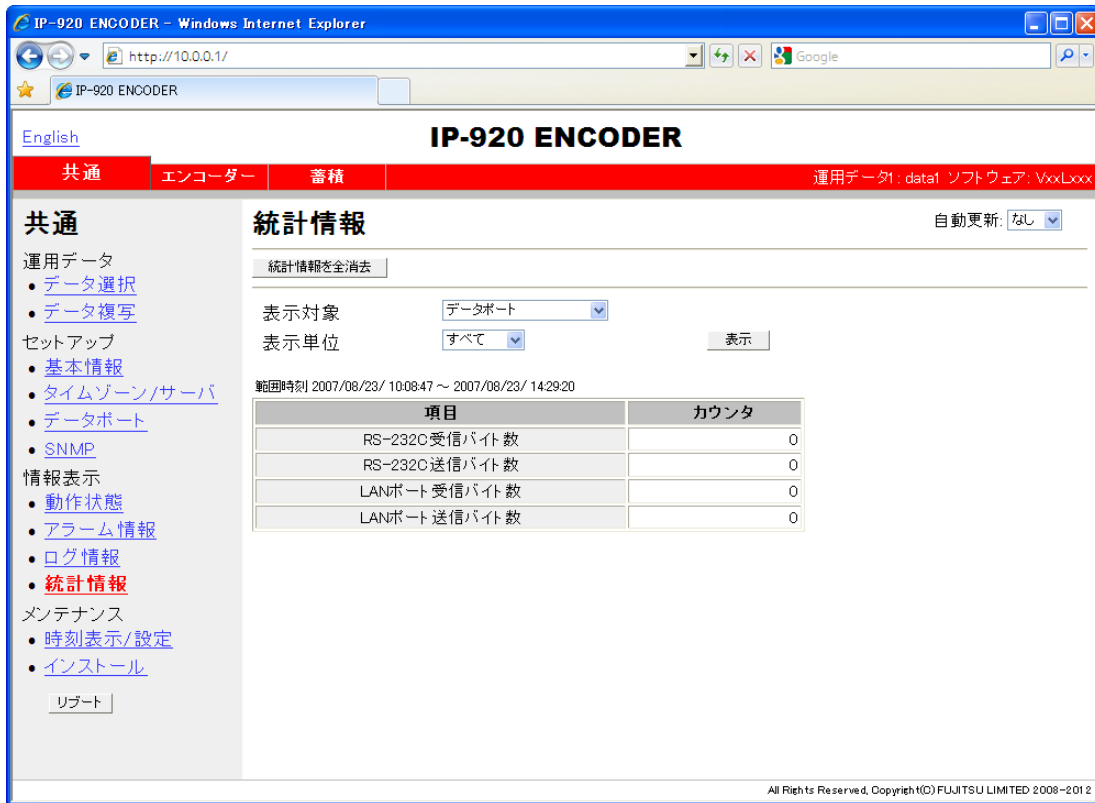 IP-920 ENCODER - Windows Internet Explorer
http://10.0.0.1/
Google
IP-920 ENCODER
English
IP-920 ENCODER
共通 エンコーダー 蓄積 運用データ1: data1 ソフトウェア: VxxLxxx
共通
運用データ
データ選択
データ複写
セットアップ
基本情報
タイムゾーン/サーバ
データポート
SNMP
情報表示
動作状態
アラーム情報
ログ情報
統計情報
メンテナンス
時刻表示/設定
インストール
リブート
統計情報
自動更新: なし
統計情報を全消去
表示対象 データポート
表示単位 すべて 表示
範囲時刻 2007/08/23/ 10:08:47 ～ 2007/08/23/ 14:29:20
項目 カウンタ
RS-232C受信バイト数 0
RS-232C送信バイト数 0
LANポート受信バイト数 0
LANポート送信バイト数 0
All Rights Reserved, Copyright(C) FUJITSU LIMITED 2008-2012